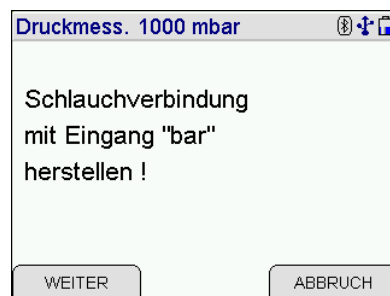 Druckmess. 1000 mbar
Schlauchverbindung
mit Eingang "bar"
herstellen !
WEITER
ABBRUCH